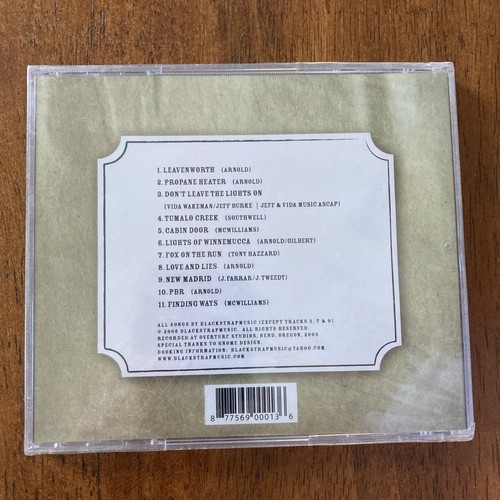 1. LEAVENWORTH (ARNOLD)
2. PROPANE HEATER (ARNOLD)
3. DON'T LEAVE THE LIGHTS ON
(VIDA WAKEMAN/JEFF BURKE | JEFF & VIDA MUSIC ASCAP)
4. TUMALO CREEK (SOUTHWELL)
5. CABIN DOOR (MCWILLIAMS)
6. LIGHTS OF WINNEMUCCA (ARNOLD/GILBERT)
7. FOX ON THE RUN (TONY HAZZARD)
8. LOVE AND LIES (ARNOLD)
9. NEW MADRID (J. FARRAR/J. TWEEDY)
10. PBR (ARNOLD)
11. FINDING WAYS (MCWILLIAMS)
ALL SONGS BY BLACKSTRAPMUSIC (EXCEPT TRACKS 3, 7 & 9).
© 2006 BLACKSTRAPMUSIC. ALL RIGHTS RESERVED.
RECORDED AT OVERTURF STUDIOS, BEND, OREGON, 2005
SPECIAL THANKS TO GNOME DESIGN.
BOOKING INFORMATION: BLACKSTRAPMUSIC@YAHOO.COM
WWW.BLACKSTRAPMUSIC.COM
8 77569 00013 6